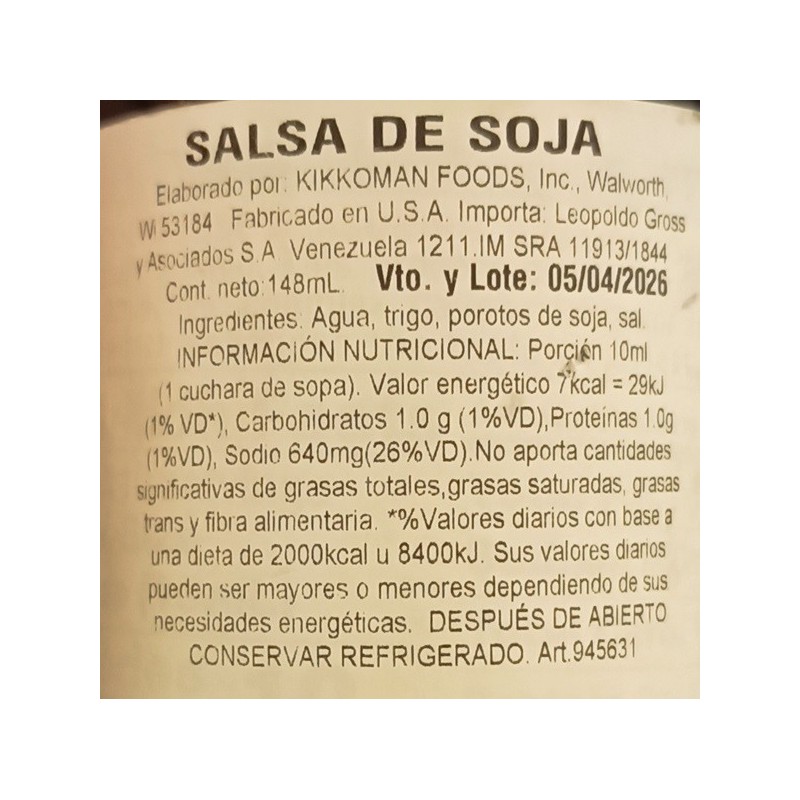 SALSA DE SOJA
Elaborado por: KIKKOMAN FOODS, Inc., Walworth,
Wi 53184 Fabricado en U.S.A. Importa: Leopoldo Gross
y Asociados S.A Venezuela 1211.IM SRA 11913/1844
Cont. neto:148mL. Vto. y Lote: 05/04/2026
Ingredientes: Agua, trigo, porotos de soja, sal.
INFORMACIÓN NUTRICIONAL: Porción 10ml
(1 cuchara de sopa). Valor energético 7kcal = 29kJ
(1% VD*), Carbohidratos 1.0 g (1%VD),Proteínas 1.0g
(1%VD), Sodio 640mg(26%VD).No aporta cantidades
significativas de grasas totales,grasas saturadas, grasas
trans y fibra alimentaria. *%Valores diarios con base a
una dieta de 2000kcal u 8400kJ. Sus valores diarios
pueden ser mayores o menores dependiendo de sus
necesidades energéticas. DESPUÉS DE ABIERTO
CONSERVAR REFRIGERADO. Art.945631